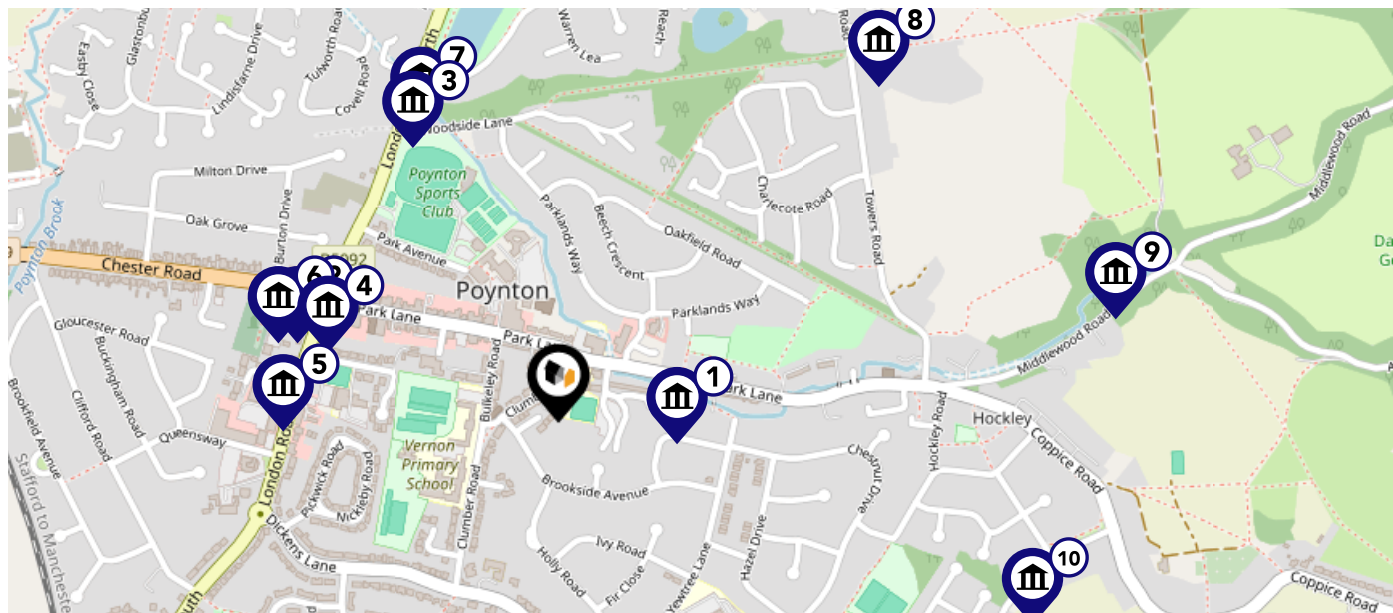 8
7
3
Easby Close
Lindisfarne Drive
Tulworth Road
Covell Road
Warren Lea
Reach
Road
Woodside Lane
Milton Drive
Oak Grove
Burton Drive
Poynton Brook
Chester Road
Park Avenue
Poynton
Sports
Club
Parklands Way
Beech Crescent
Oakfield Road
Charlecote Road
Towers Road
Middlewood Road
9
6
4
Poynton
Park Lane
Parklands Way
Middlewood Road
Gloucester Road
Buckingham Road
Clifford Road
Brookfield Avenue
Queensway
5
1
Park Lane
Bulkeley Road
Hockley
Hockley Road
Coppice Road
Vernon
Primary
School
London Road
Pickwick Road
Nickleby Road
Clumber Road
Brookside Avenue
Chestnut Drive
Hazel Drive
Dickens Lane
Ivy Road
Holly Road
Fir Close
Yewtree Lane
10
Coppice Road
Stafford to Mancheste
uth